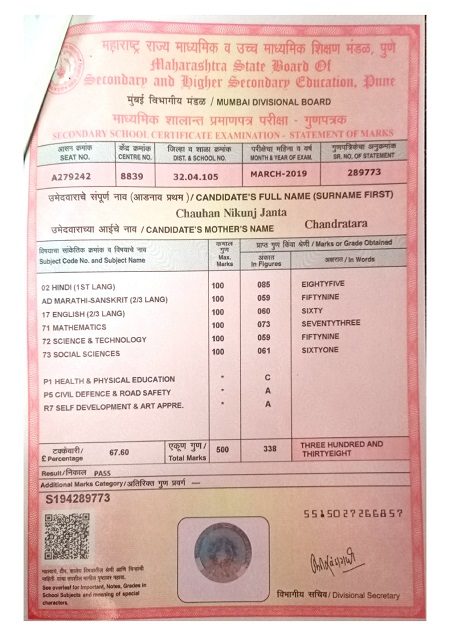 महाराष्ट्र राज्य माध्यमिक व उच्च माध्यमिक शिक्षण मंडळ, पुणे
Maharashtra State Board Of
Secondary and Higher Secondary Education, Pune
मुंबई विभागीय मंडळ / MUMBAI DIVISIONAL BOARD
माध्यमिक शालान्त प्रमाणपत्र परीक्षा - गुणपत्रक
SECONDARY SCHOOL CERTIFICATE EXAMINATION - STATEMENT OF MARKS
आसन क्रमांक केंद्र क्रमांक जिल्हा व शाळा क्रमांक परीक्षेचा महिना व वर्ष गुणपत्रिकेचा अनुक्रमांक
SEAT NO. CENTRE NO. DIST. & SCHOOL NO. MONTH & YEAR OF EXAM. SR. NO. OF STATEMENT
A279242 8839 32.04.105 MARCH-2019 289773
उमेदवाराचे संपूर्ण नाव (आडनाव प्रथम) / CANDIDATE'S FULL NAME (SURNAME FIRST)
Chauhan Nikunj Janta
उमेदवाराच्या आईचे नाव / CANDIDATE'S MOTHER'S NAME Chandratara
विषयाचा सांकेतिक क्रमांक व विषयाचे नाव कमाल गुण प्राप्त गुण किंवा श्रेणी / Marks or Grade Obtained
Subject Code No. and Subject Name Max. Marks अंकात In Figures अक्षरात / In Words
02 HINDI (1ST LANG) 100 085 EIGHTYFIVE
AD MARATHI-SANSKRIT (2/3 LANG) 100 059 FIFTYNINE
17 ENGLISH (2/3 LANG) 100 060 SIXTY
71 MATHEMATICS 100 073 SEVENTYTHREE
72 SCIENCE & TECHNOLOGY 100 059 FIFTYNINE
73 SOCIAL SCIENCES 100 061 SIXTYONE
P1 HEALTH & PHYSICAL EDUCATION * C
P5 CIVIL DEFENCE & ROAD SAFETY * A
R7 SELF DEVELOPMENT & ART APPRE. * A
टक्केवारी/ 67.60 एकूण गुण/ 500 338 THREE HUNDRED AND
£ Percentage Total Marks THIRTYEIGHT
Result/निकाल PASS
Additional Marks Category/अतिरिक्त गुण प्रवर्ग —
S194289773
See overleaf for Important, Notes, Grades in
School Subjects and meaning of special
characters.
विभागीय सचिव/ Divisional Secretary